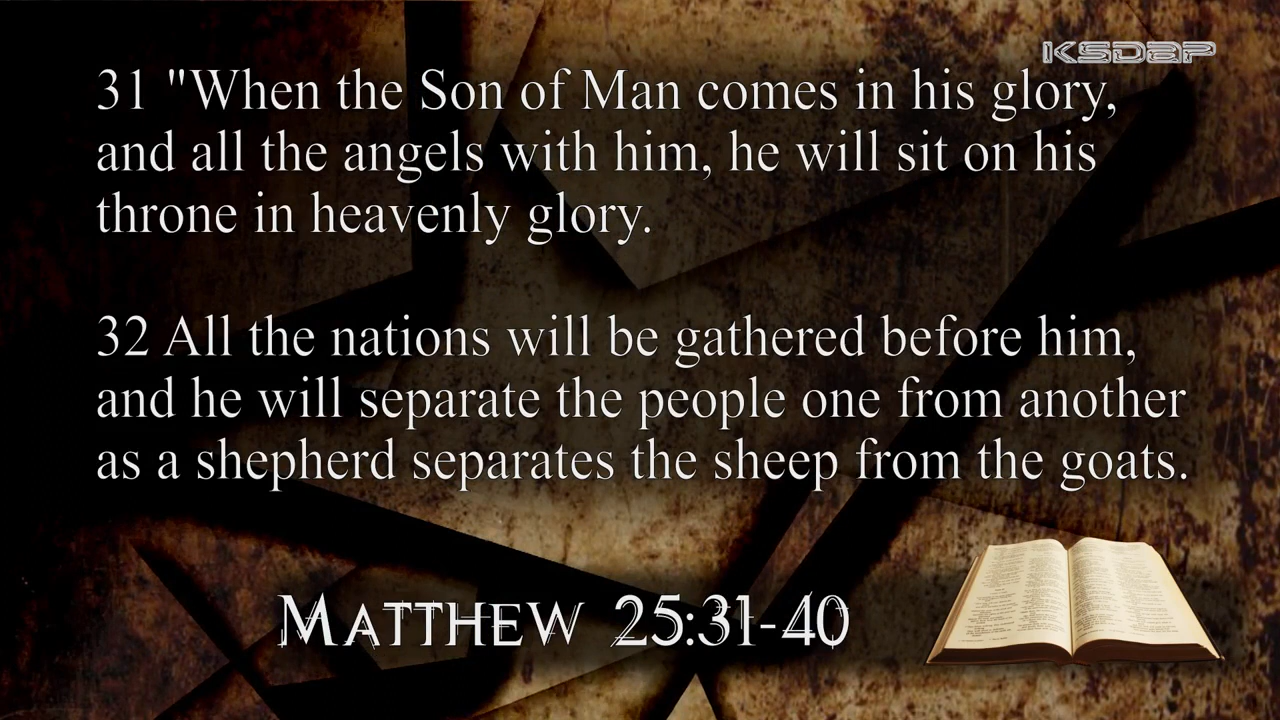 KSDAP
31 "When the Son of Man comes in his glory,
and all the angels with him, he will sit on his
throne in heavenly glory.
32 All the nations will be gathered before him,
and he will separate the people one from another
as a shepherd separates the sheep from the goats.
MATTHEW 25:31-40